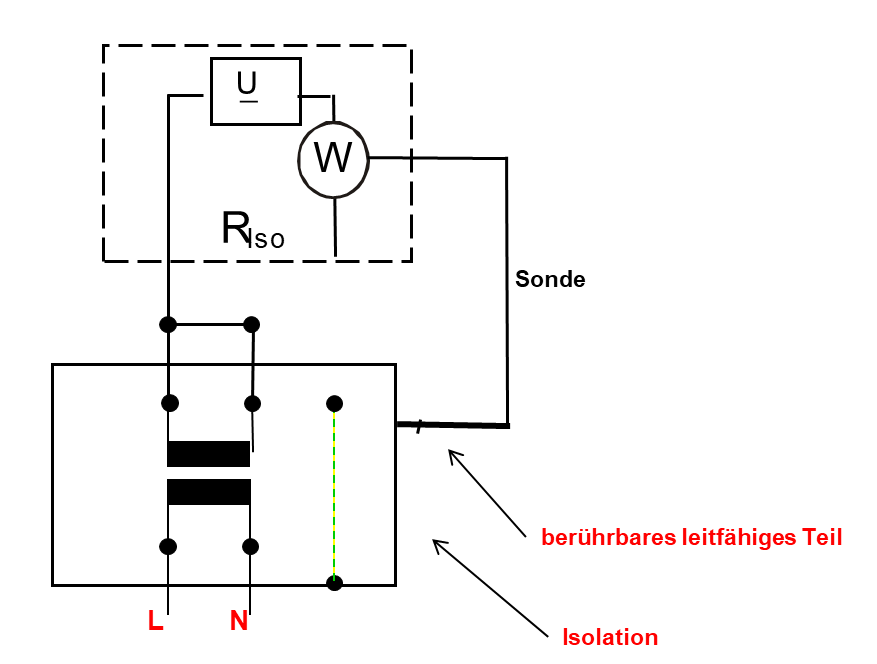 U
W
RIso
Sonde
berührbares leitfähiges Teil
L
N
Isolation